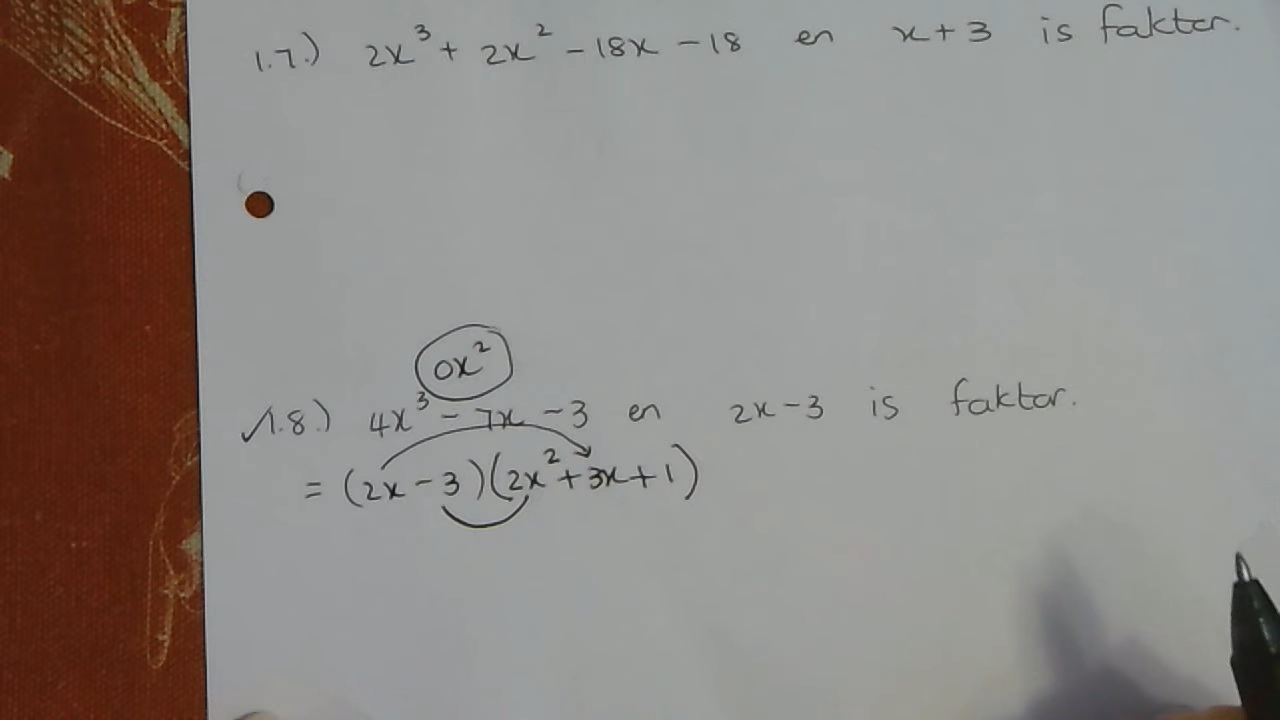 1.7.) 2x³ + 2x² - 18x - 18 en x + 3 is faktor.
0x²
√1.8.) 4x³ - 7x - 3 en 2x - 3 is faktor.
= (2x - 3)(2x² + 3x + 1)